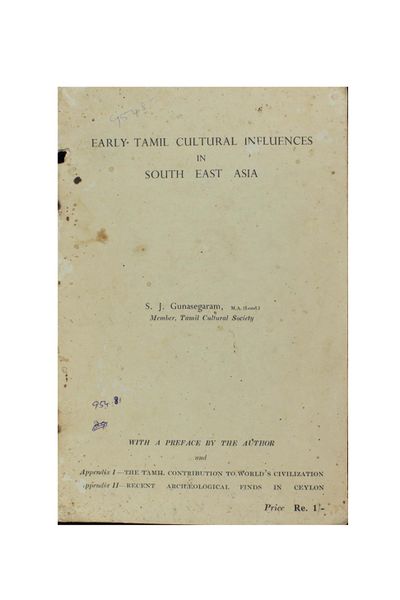 9548
EARLY TAMIL CULTURAL INFLUENCES
IN
SOUTH EAST ASIA
S. J. Gunasegaram, M.A. (Lond.)
Member, Tamil Cultural Society
954.81
WITH A PREFACE BY THE AUTHOR
and
Appendix I—THE TAMIL CONTRIBUTION TO WORLD'S CIVILIZATION
Appendix II—RECENT ARCHÆOLOGICAL FINDS IN CEYLON
Price Re. 1/-